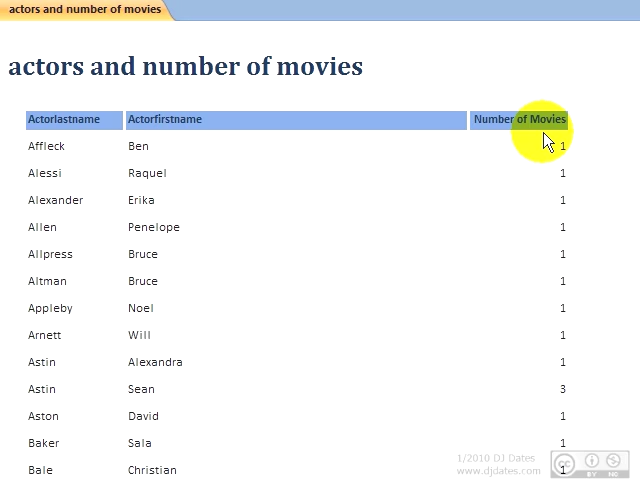 actors and number of movies
actors and number of movies
Actorlastname Actorfirstname Number of Movies
Affleck Ben 1
Alessi Raquel 1
Alexander Erika 1
Allen Penelope 1
Allpress Bruce 1
Altman Bruce 1
Appleby Noel 1
Arnett Will 1
Astin Alexandra 1
Astin Sean 3
Aston David 1
Baker Sala 1
Bale Christian 1
1/2010 DJ Dates
www.djdates.com
cc BY NC